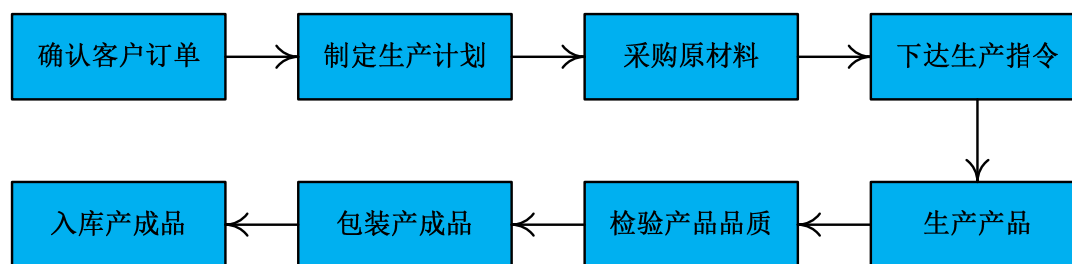 确认客户订单
制定生产计划
采购原材料
下达生产指令
生产产品
检验产品品质
包装产成品
入库产成品